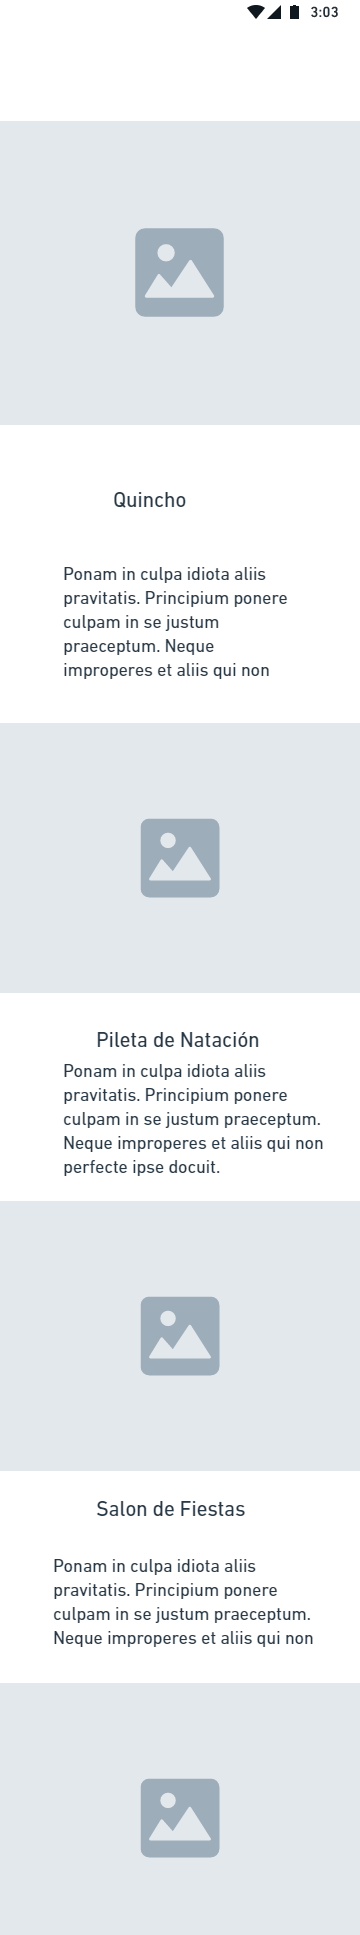 3:03
Quincho
Ponam in culpa idiota aliis
pravitatis. Principium ponere
culpam in se justum
praeceptum. Neque
improperes et aliis qui non
Pileta de Natación
Ponam in culpa idiota aliis
pravitatis. Principium ponere
culpam in se justum praeceptum.
Neque improperes et aliis qui non
perfecte ipse docuit.
Salon de Fiestas
Ponam in culpa idiota aliis
pravitatis. Principium ponere
culpam in se justum praeceptum.
Neque improperes et aliis qui non